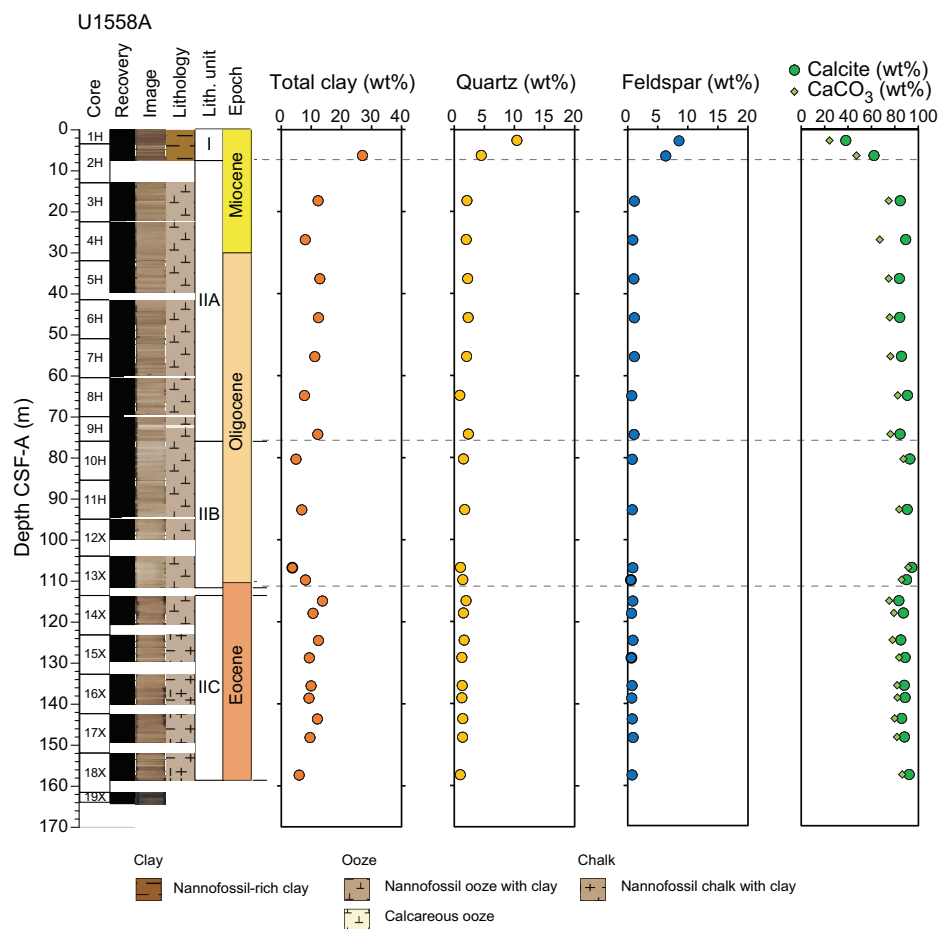 U1558A
Core
Recovery
Image
Lithology
Lith. unit
Epoch
Total clay (wt%)
Quartz (wt%)
Feldspar (wt%)
Calcite (wt%)
CaCO3 (wt%)
0 10 20 30 40
0 5 10 15 20
0 5 10 15 20
0 20 40 60 80 100
Depth CSF-A (m)
0
10
20
30
40
50
60
70
80
90
100
110
120
130
140
150
160
170
1H
2H
3H
4H
5H
6H
7H
8H
9H
10H
11H
12X
13X
14X
15X
16X
17X
18X
19X
I
IIA
IIB
IIC
Miocene
Oligocene
Eocene
Clay
Nannofossil-rich clay
Ooze
Nannofossil ooze with clay
Calcareous ooze
Chalk
Nannofossil chalk with clay